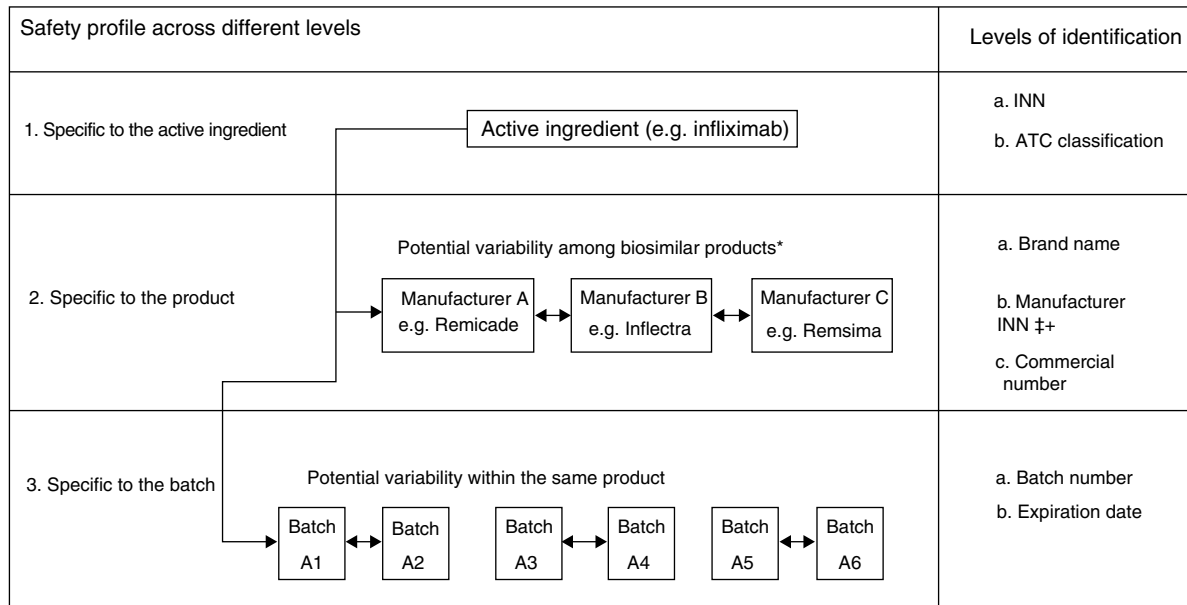 Safety profile across different levels
Levels of identification
1. Specific to the active ingredient
Active ingredient (e.g. infliximab)
a. INN
b. ATC classification
2. Specific to the product
Potential variability among biosimilar products*
Manufacturer A
e.g. Remicade
Manufacturer B
e.g. Inflectra
Manufacturer C
e.g. Remsima
a. Brand name
b. Manufacturer
INN ‡+
c. Commercial
number
3. Specific to the batch
Potential variability within the same product
Batch
A1
Batch
A2
Batch
A3
Batch
A4
Batch
A5
Batch
A6
a. Batch number
b. Expiration date